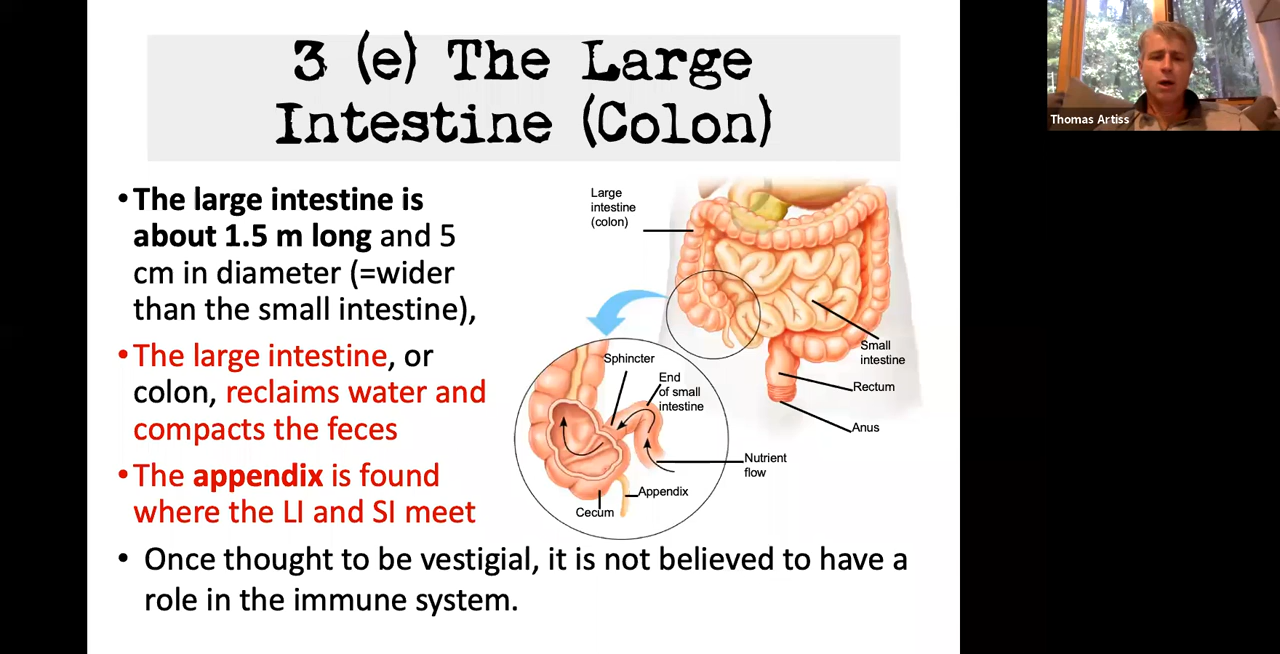 3 (e) The Large
Intestine (Colon)
•The large intestine is
about 1.5 m long and 5
cm in diameter (=wider
than the small intestine),
•The large intestine, or
colon, reclaims water and
compacts the feces
•The appendix is found
where the LI and SI meet
• Once thought to be vestigial, it is not believed to have a
role in the immune system.
Large
intestine
(colon)
Small
intestine
Rectum
Anus
Sphincter
End
of small
intestine
Nutrient
flow
Appendix
Cecum
Thomas Artiss